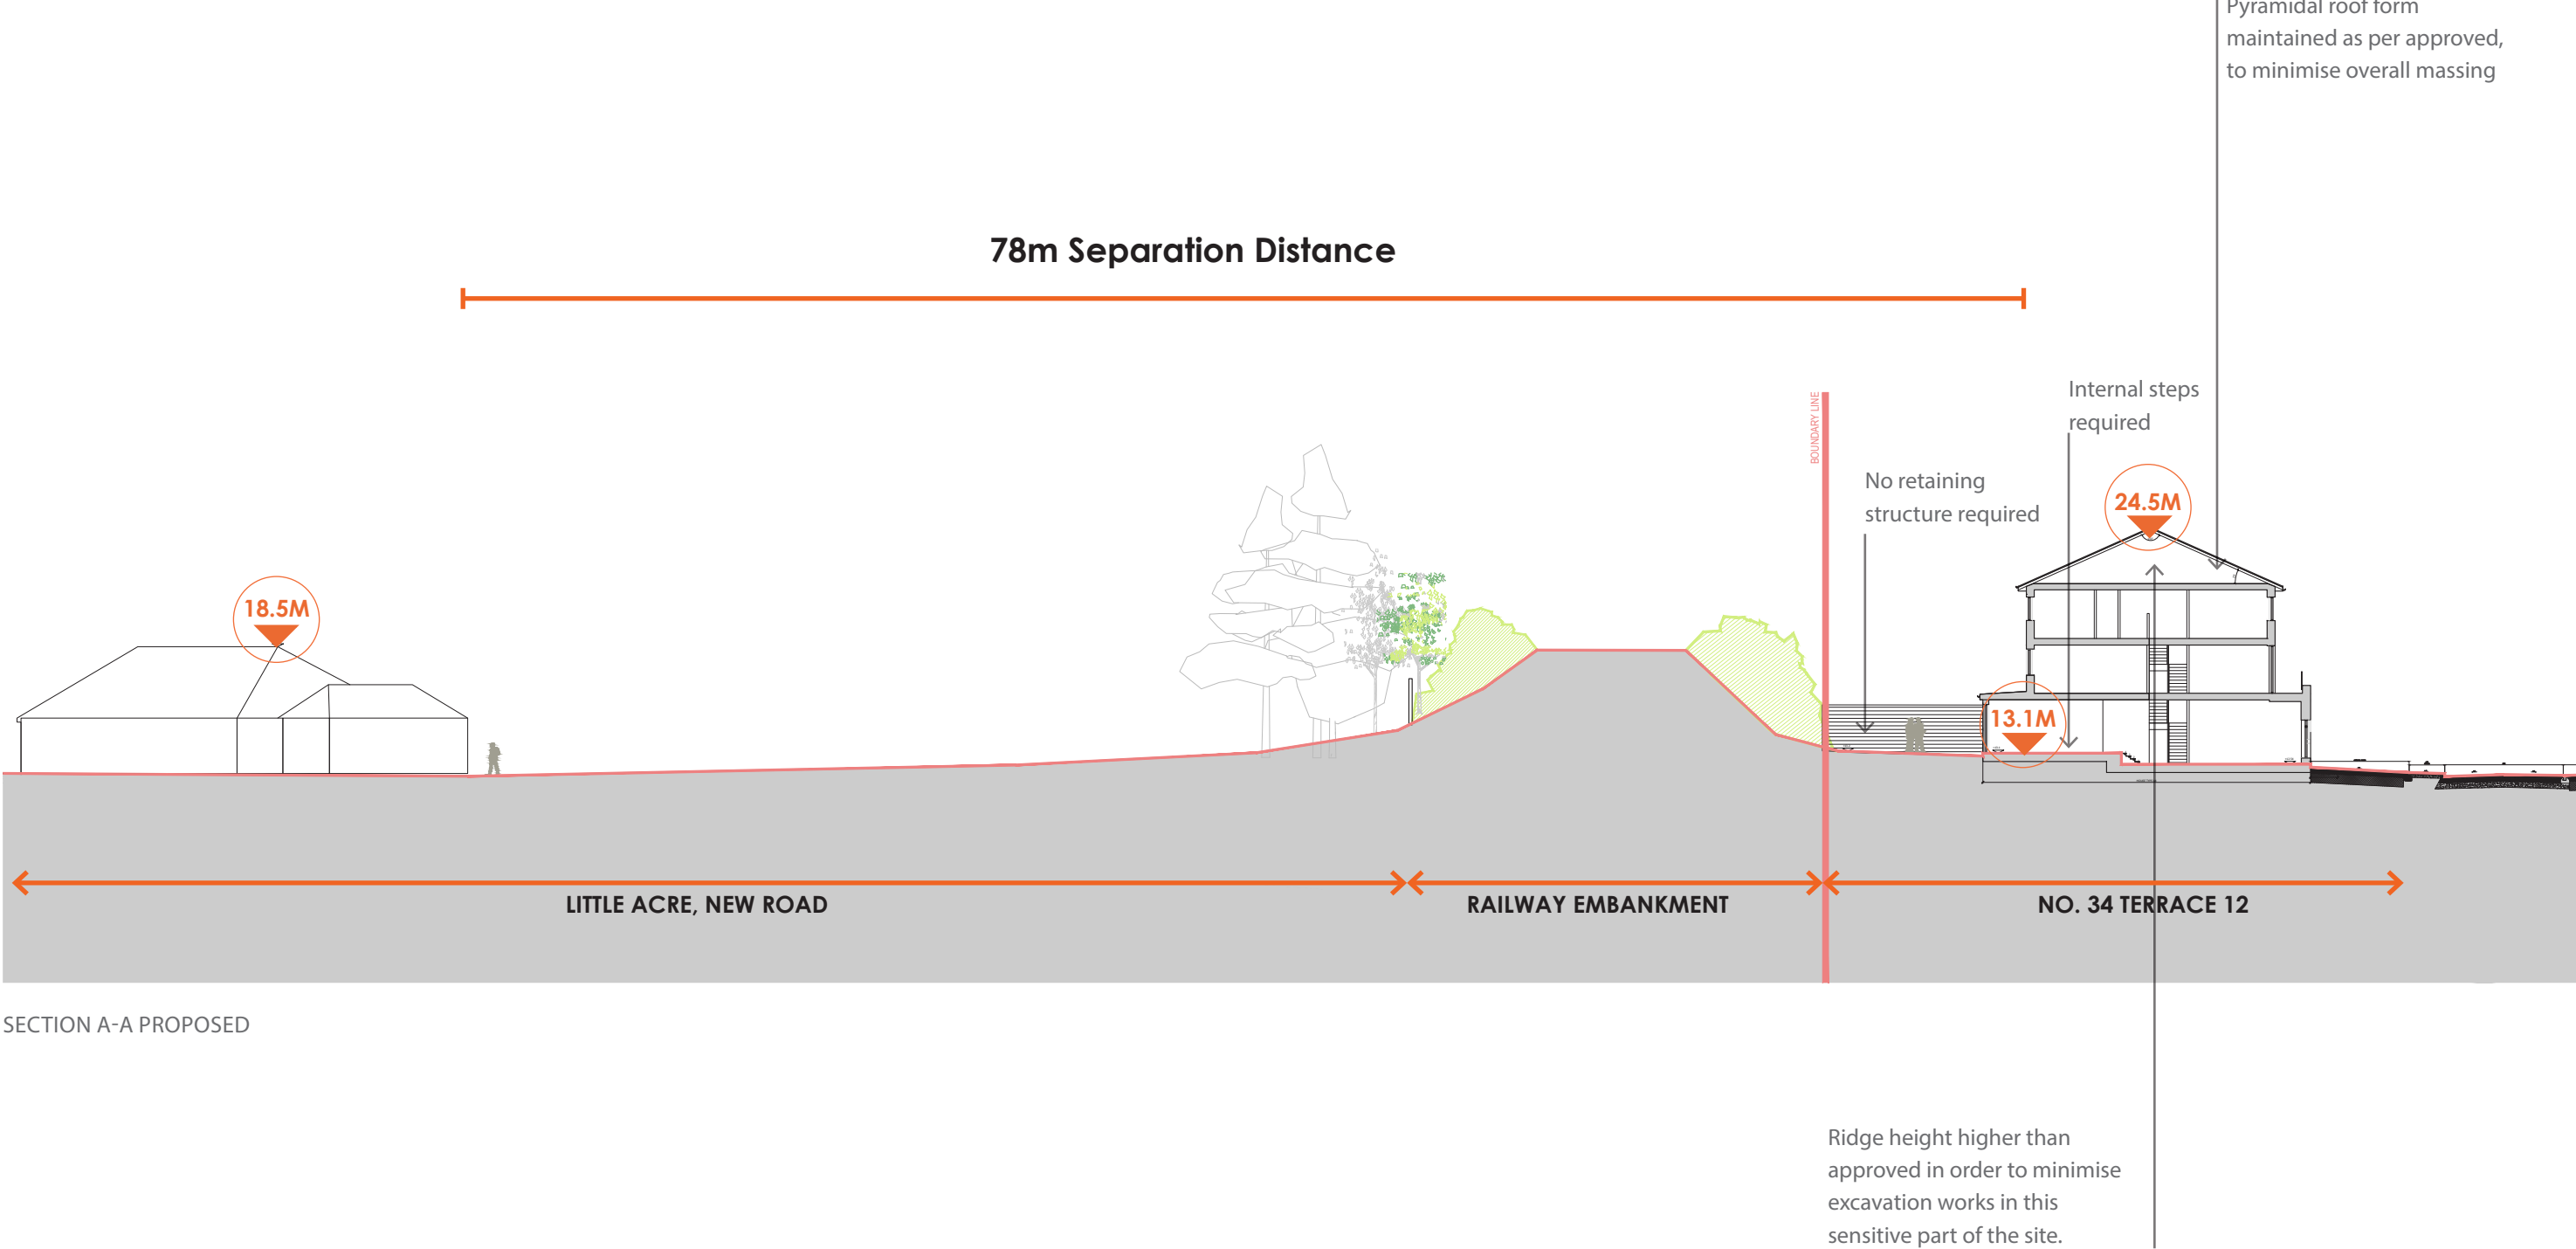 Pyramidal roof form
maintained as per approved,
to minimise overall massing
78m Separation Distance
BOUNDARY LINE
Internal steps
required
No retaining
structure required
24.5M
18.5M
13.1M
LITTLE ACRE, NEW ROAD
RAILWAY EMBANKMENT
NO. 34 TERRACE 12
SECTION A-A PROPOSED
Ridge height higher than
approved in order to minimise
excavation works in this
sensitive part of the site.